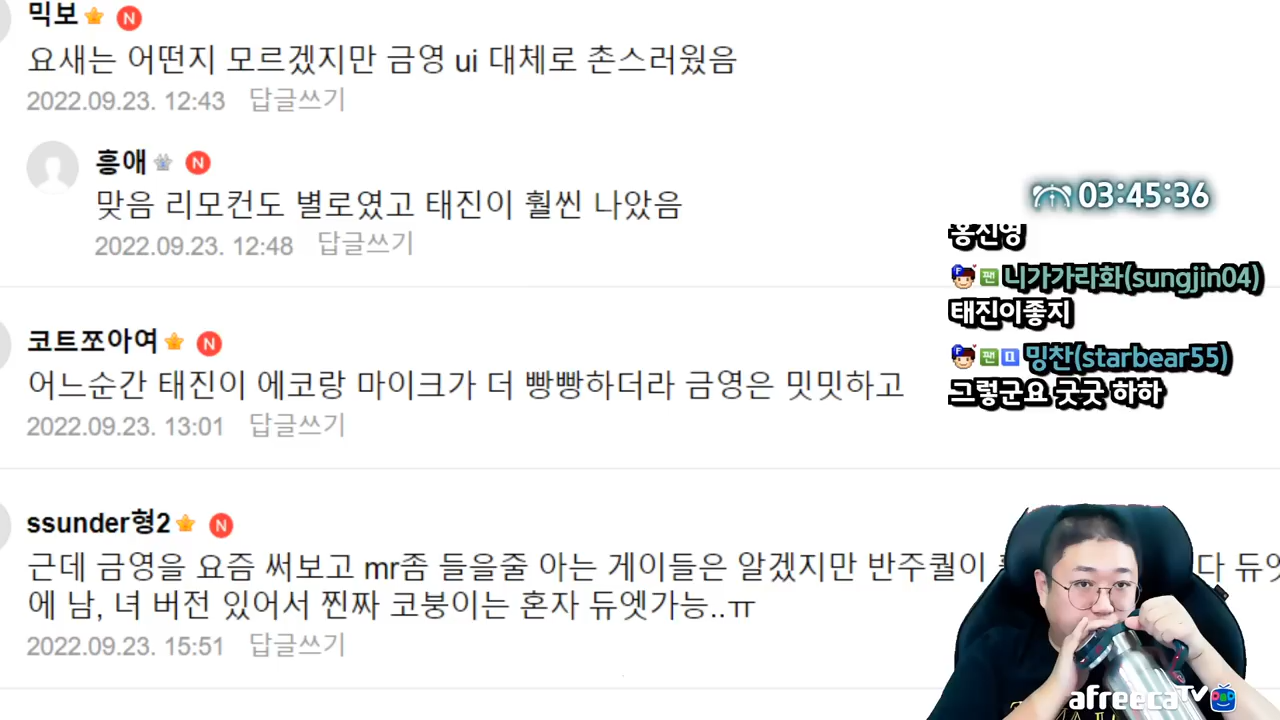 믹보 N
요새는 어떤지 모르겠지만 금영 ui 대체로 촌스러웠음
2022.09.23. 12:43 답글쓰기
흥애 N
맞음 리모컨도 별로였고 태진이 훨씬 나았음
2022.09.23. 12:48 답글쓰기
코트쪼아여 N
어느순간 태진이 에코랑 마이크가 더 빵빵하더라 금영은 밋밋하고
2022.09.23. 13:01 답글쓰기
ssunder형2 N
근데 금영을 요즘 써보고 mr좀 들을줄 아는 게이들은 알겠지만 반주퀄이 다 듀엣
에 남, 녀 버전 있어서 찐짜 코붕이는 혼자 듀엣가능..ㅠ
2022.09.23. 15:51 답글쓰기
03:45:36
홍진영
F 팬 니가가라화(sungjin04)
태진이좋지
F 팬 밍찬(starbear55)
그렇군요 굿굿 하하
afreecaTV